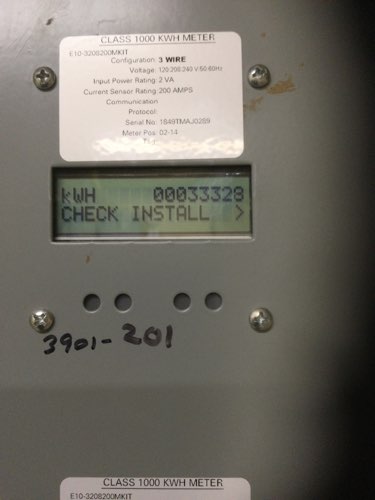 CLASS 1000 KWH METER
E10-3208200MKIT
Configuration: 3 WIRE
Voltage: 120/208-240 V 50-60Hz
Input Power Rating: 2 VA
Current Sensor Rating: 200 AMPS
Communication
Protocol:
Serial No: 1849TMAJ0289
Meter Pos: 02-14
kWH 00033328
CHECK INSTALL >
3901-201
CLASS 1000 KWH METER
E10-3208200MKIT